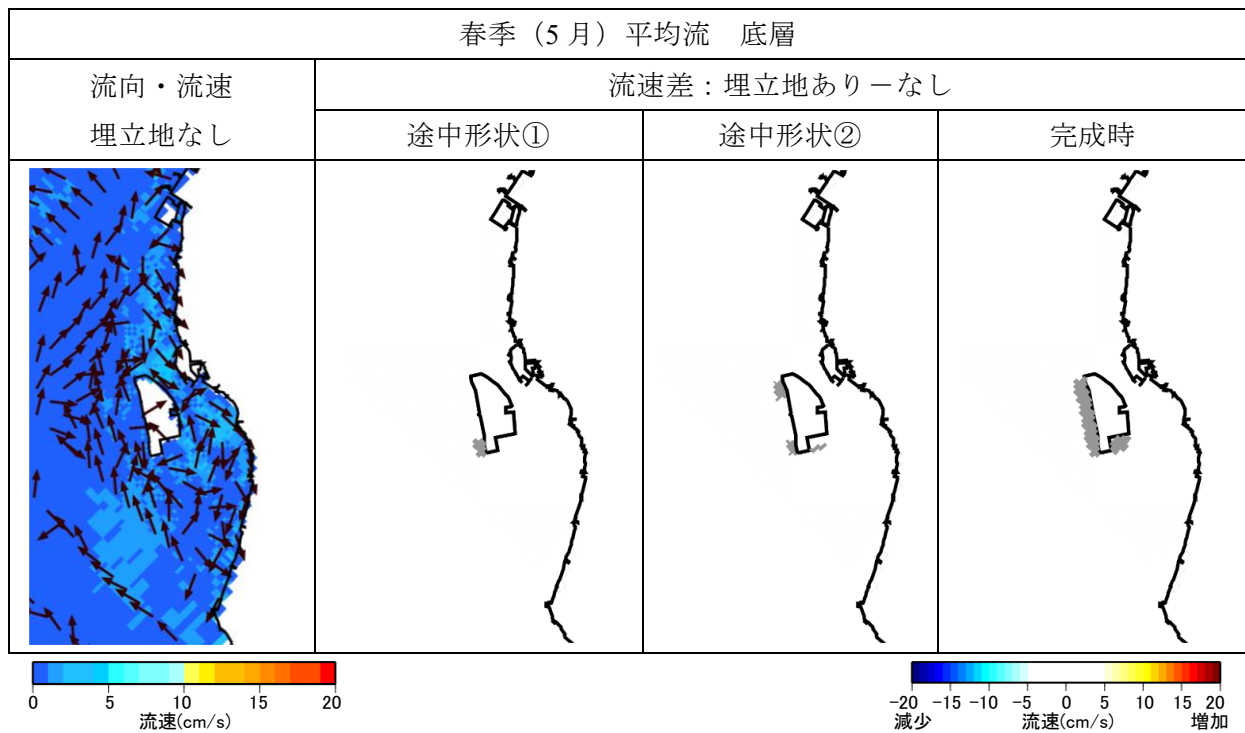 春季（5 月）平均流　底層
流向・流速
埋立地なし
流速差：埋立地あり－なし
途中形状①
途中形状②
完成時
0 5 10 15 20
流速(cm/s)
-20 -15 -10 -5 0 5 10 15 20
減少 流速(cm/s) 増加